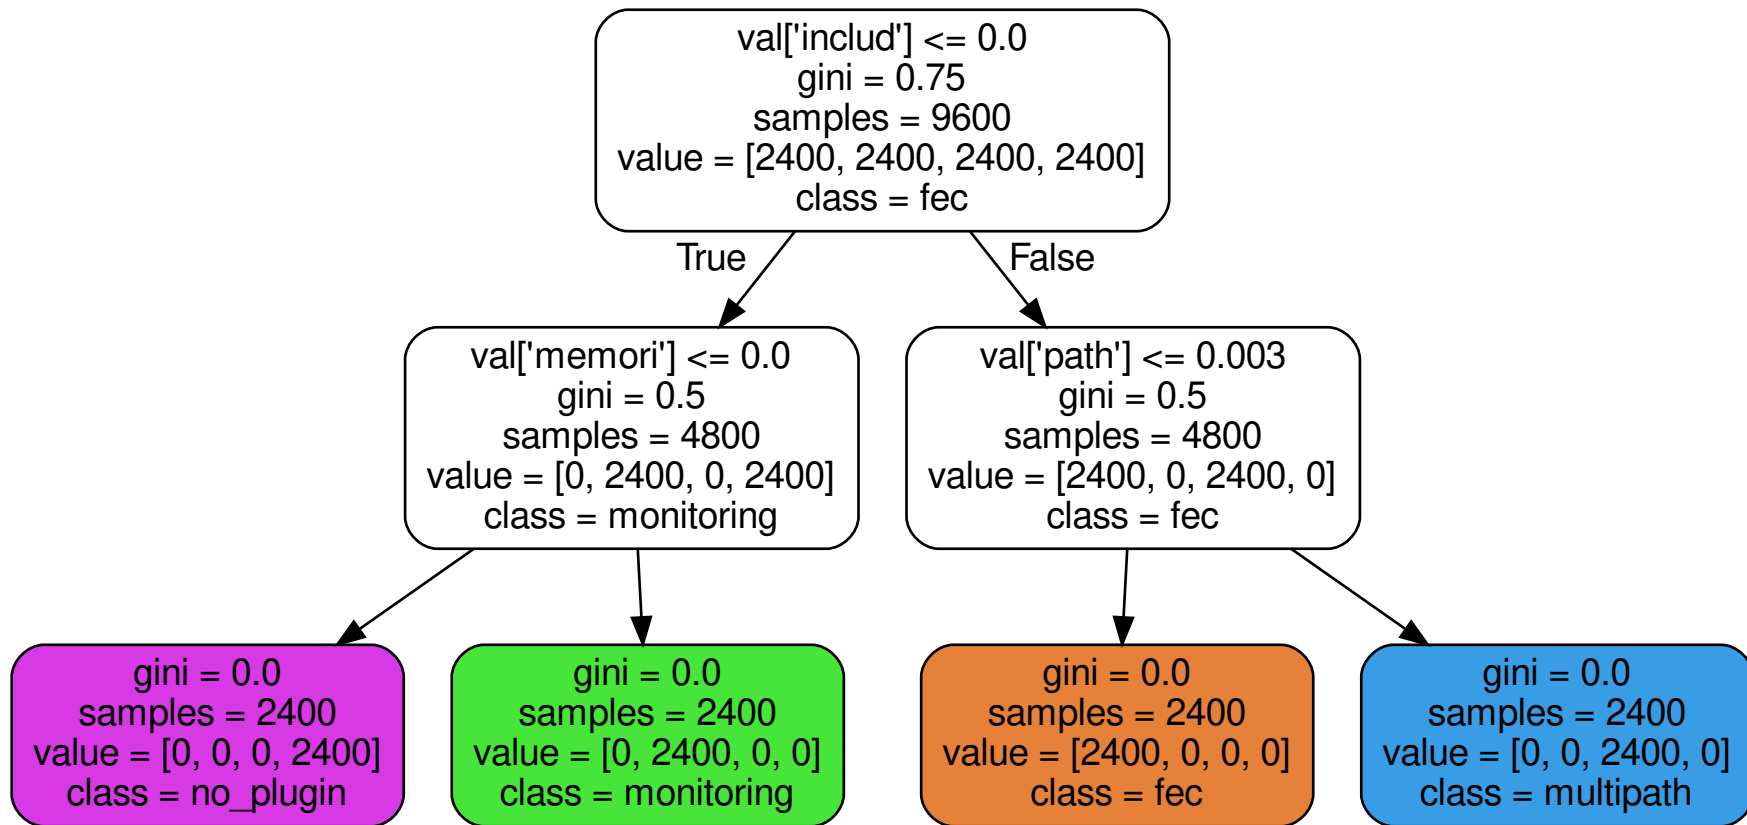 val['includ'] <= 0.0
gini = 0.75
samples = 9600
value = [2400, 2400, 2400, 2400]
class = fec
True
False
val['memori'] <= 0.0
gini = 0.5
samples = 4800
value = [0, 2400, 0, 2400]
class = monitoring
val['path'] <= 0.003
gini = 0.5
samples = 4800
value = [2400, 0, 2400, 0]
class = fec
gini = 0.0
samples = 2400
value = [0, 0, 0, 2400]
class = no_plugin
gini = 0.0
samples = 2400
value = [0, 2400, 0, 0]
class = monitoring
gini = 0.0
samples = 2400
value = [2400, 0, 0, 0]
class = fec
gini = 0.0
samples = 2400
value = [0, 0, 2400, 0]
class = multipath